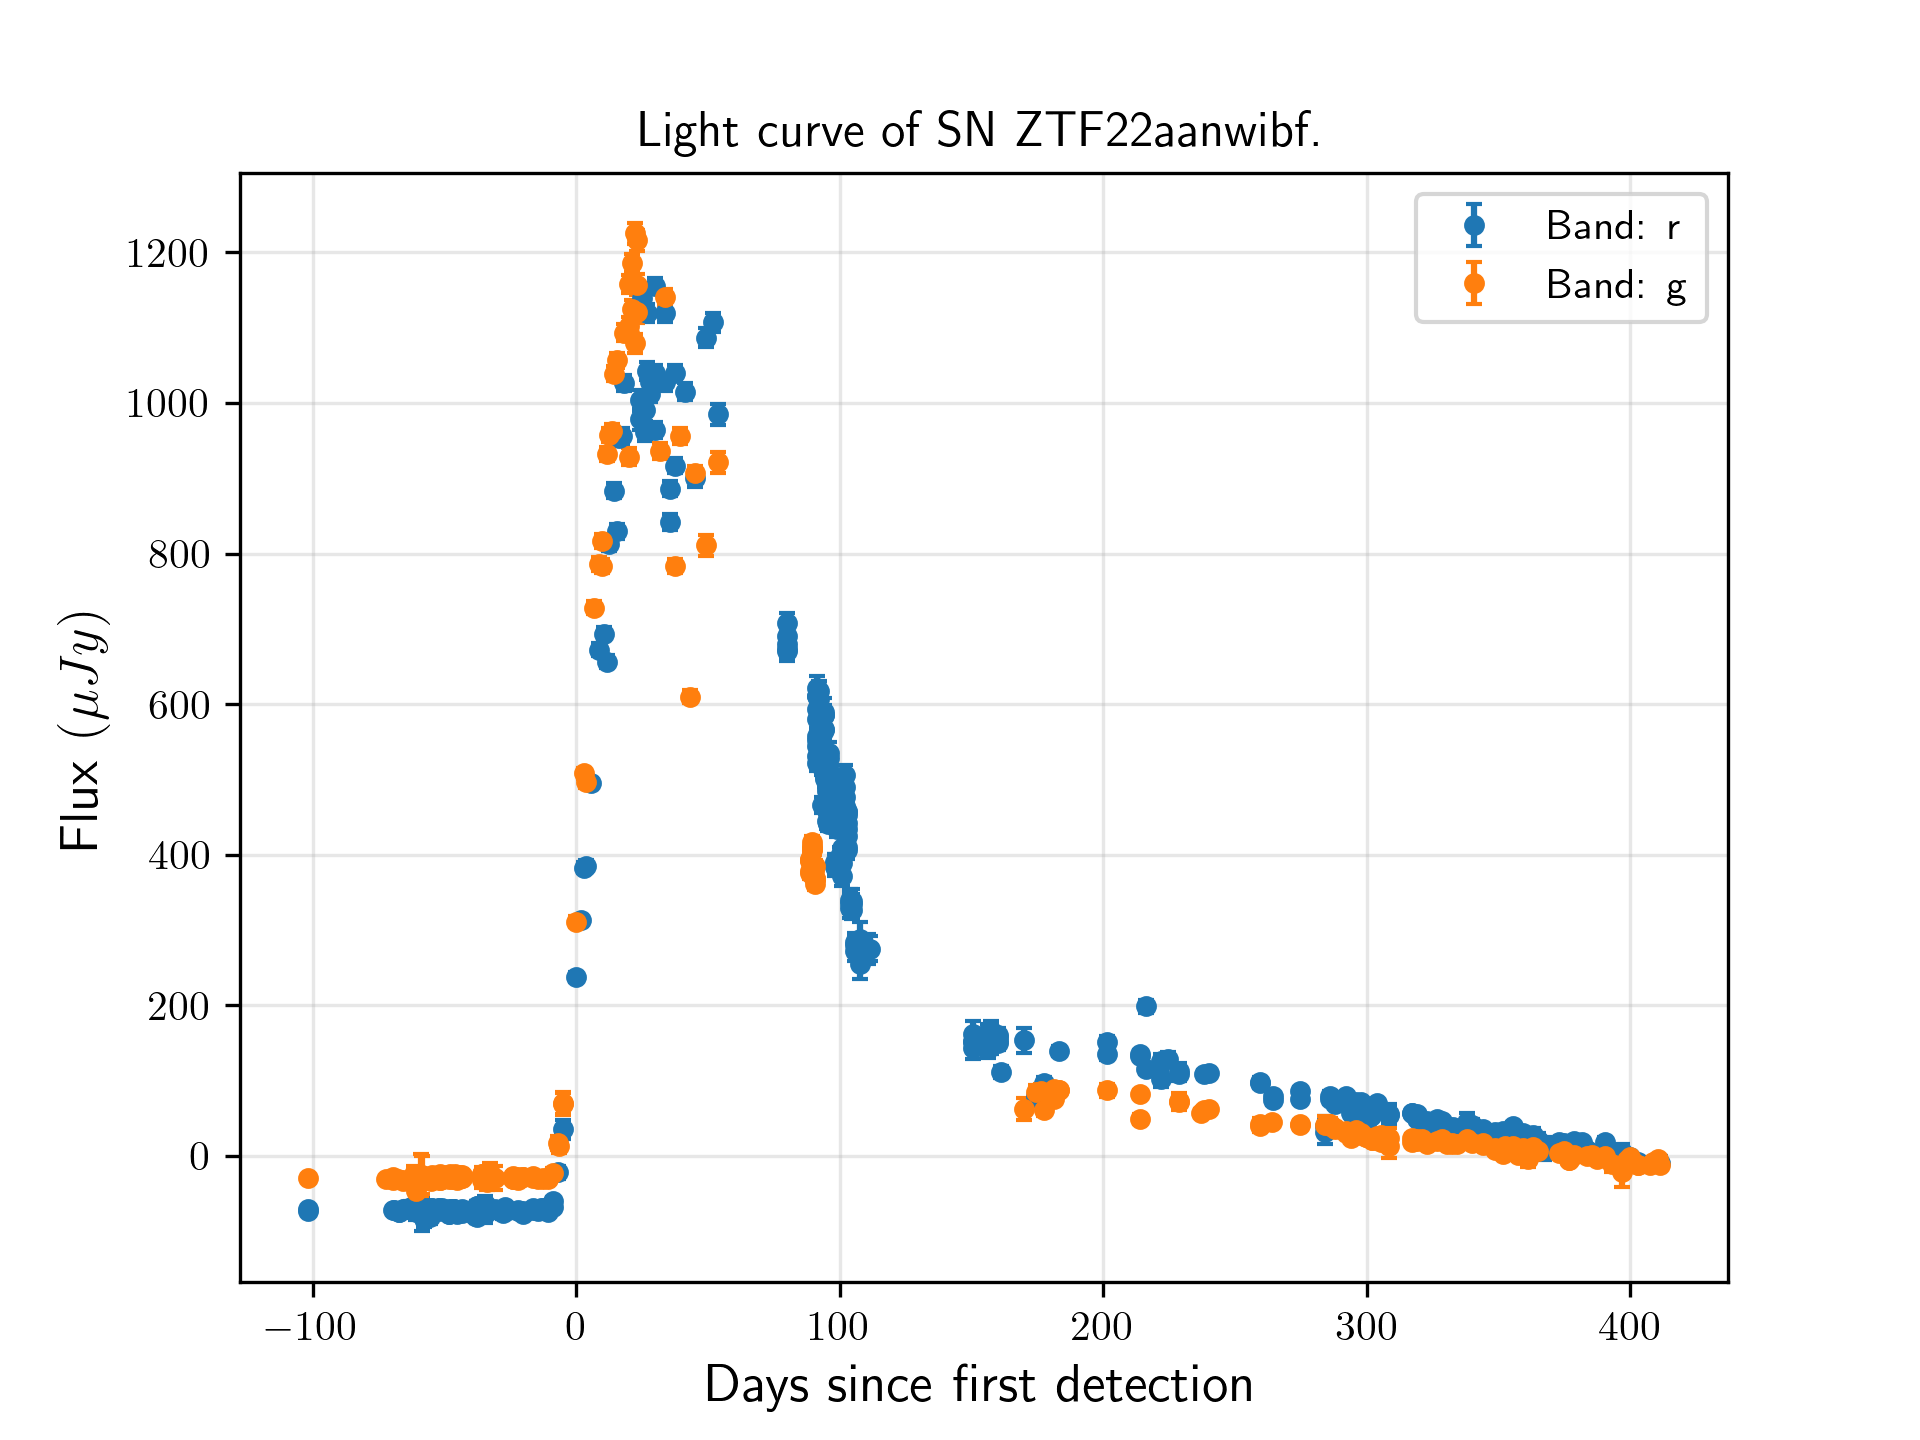 Light curve of SN ZTF22aanwibf.
Band: r
Band: g
1200
1000
800
600
400
200
0
Flux (μJy)
−100
0
100
200
300
400
Days since first detection